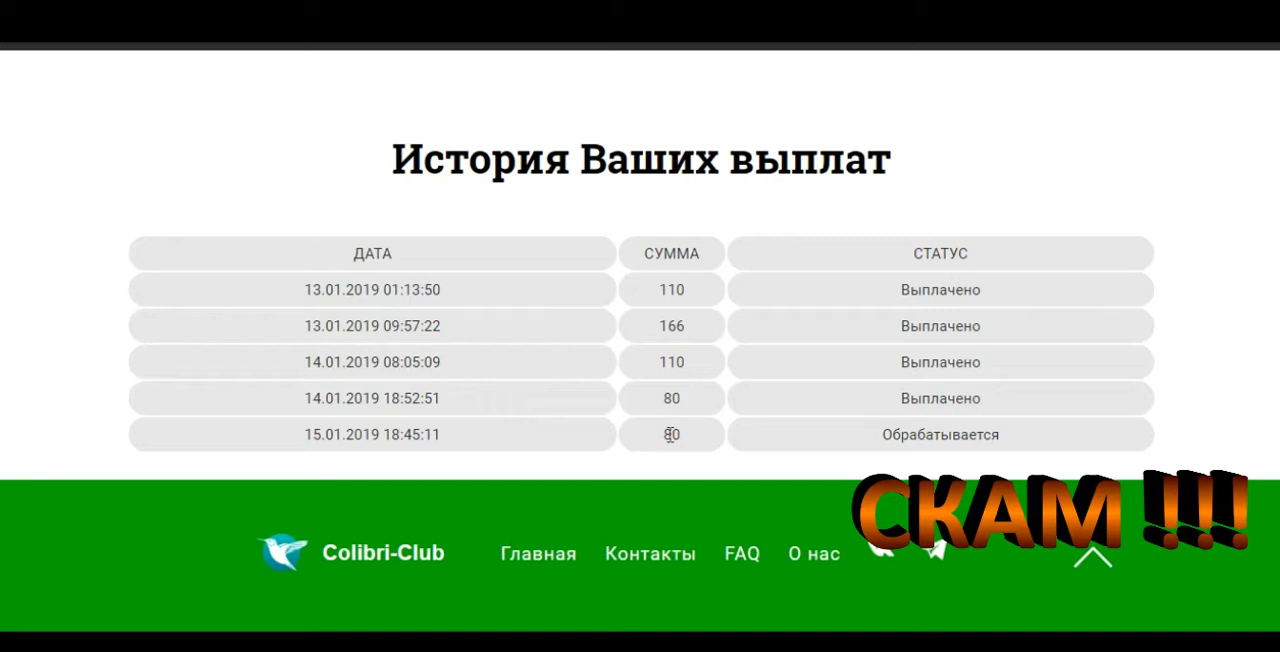 История Ваших выплат
ДАТА СУММА СТАТУС
13.01.2019 01:13:50 110 Выплачено
13.01.2019 09:57:22 166 Выплачено
14.01.2019 08:05:09 110 Выплачено
14.01.2019 18:52:51 80 Выплачено
15.01.2019 18:45:11 80 Обрабатывается
СКАМ !!!
Colibri-Club Главная Контакты FAQ О нас